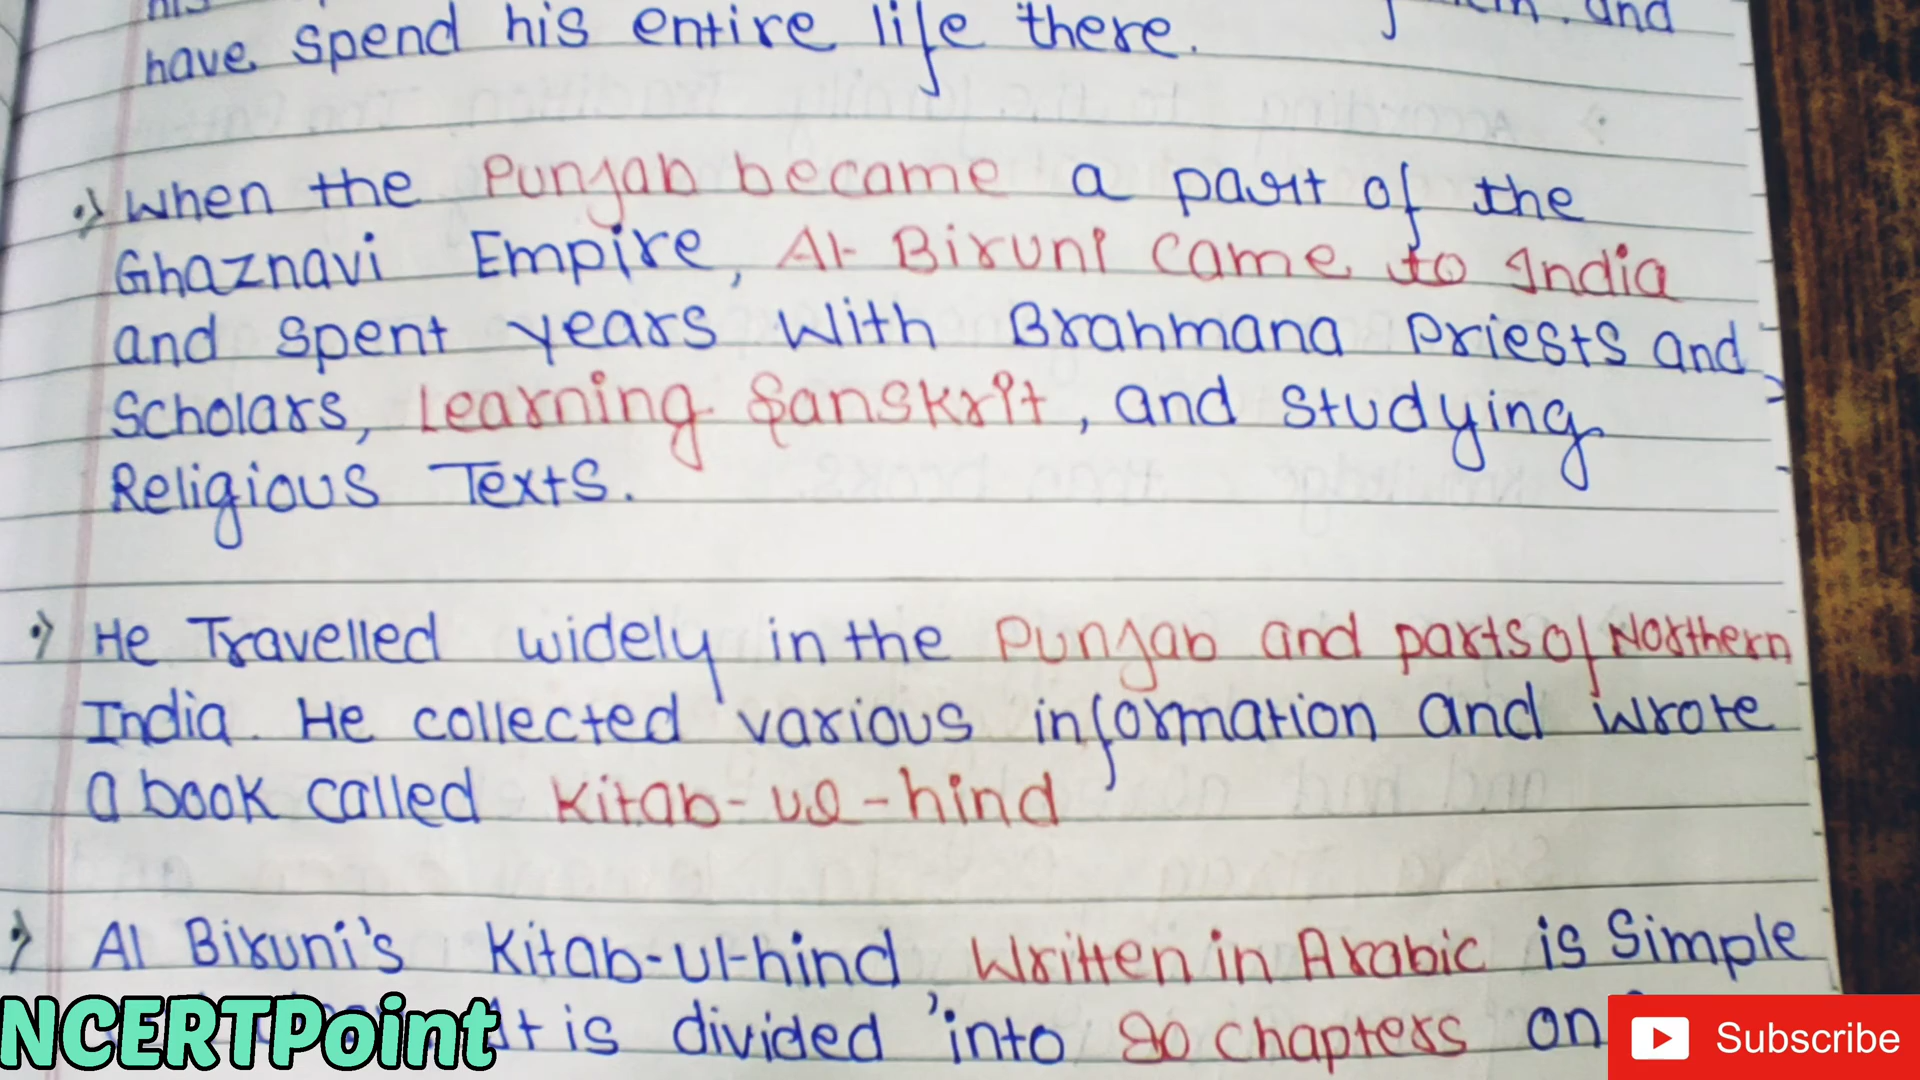 his
and
have spend his entire life there.
When the Punjab became a part of the
Ghaznavi Empire, Al- Biruni came to India
and spent years with Brahmana Priests and
Scholars, Learning Sanskrit, and studying
Religious Texts.
He Travelled widely in the Punjab and parts of Northern
India. He collected various information and wrote
a book called Kitab-ul-hind
Al Biruni's Kitab-ul-hind, Written in Arabic is Simple
It is divided into 80 chapters on
NCERTPoint
Subscribe